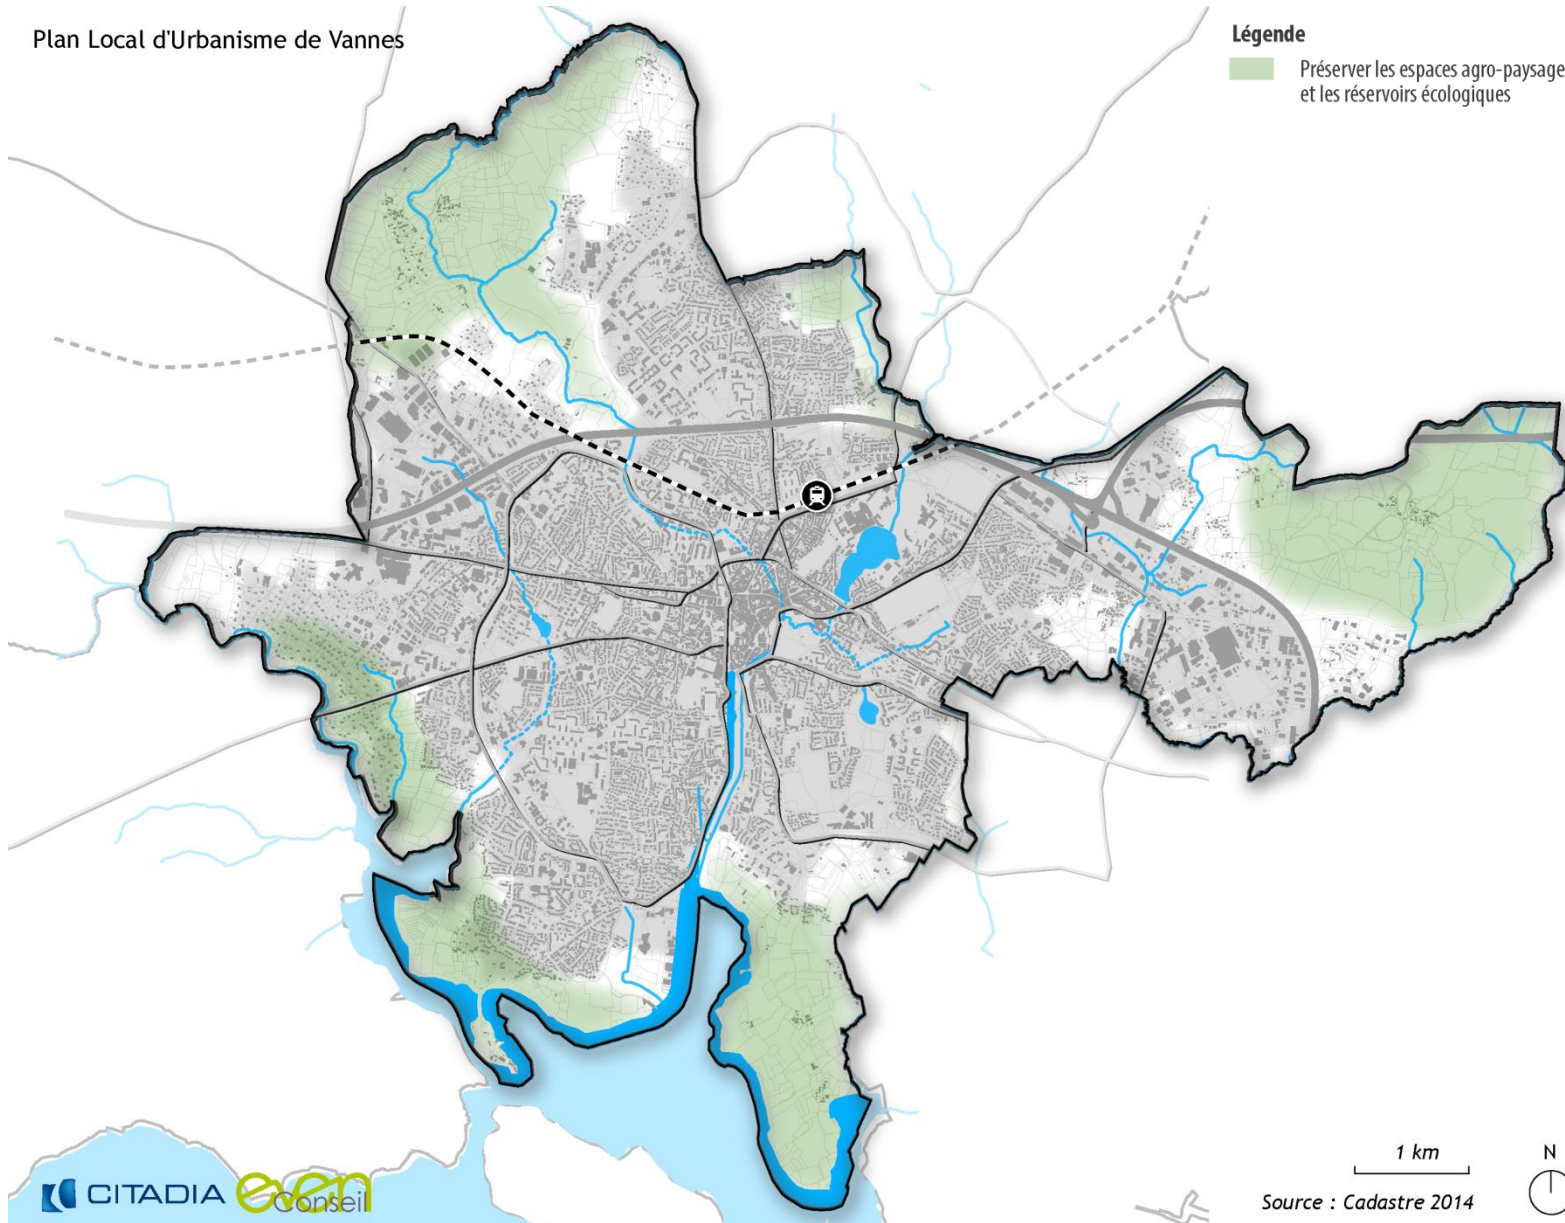 Plan Local d'Urbanisme de Vannes
Légende
Préserver les espaces agro-paysage
et les réservoirs écologiques
1 km
N
Source : Cadastre 2014
CITADIA
even
Conseil